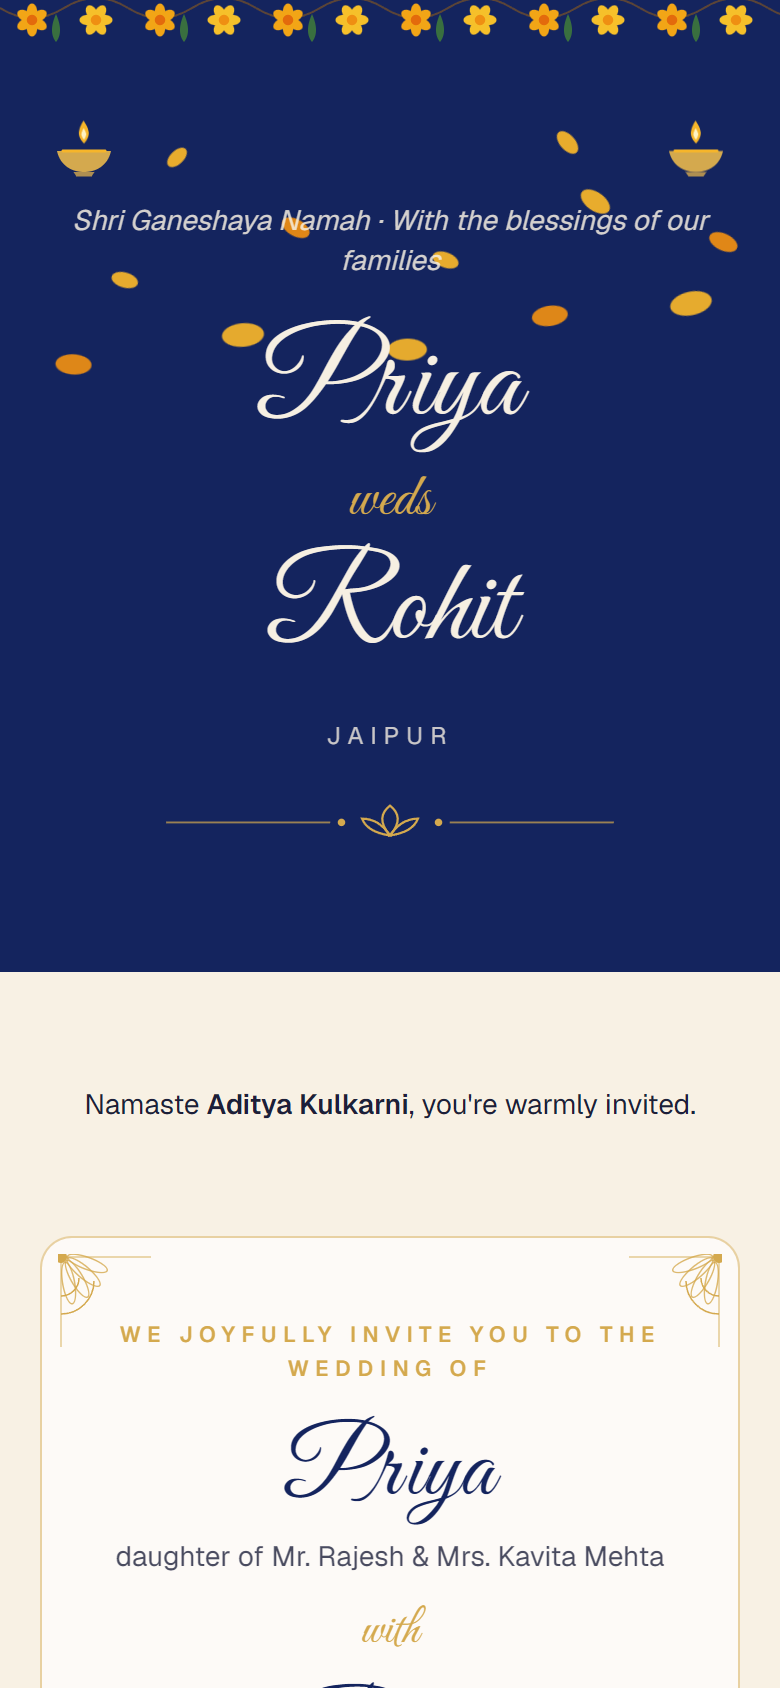 Shri Ganeshaya Namah · With the blessings of our
families
Priya
weds
Rohit
JAIPUR
Namaste Aditya Kulkarni, you're warmly invited.
WE JOYFULLY INVITE YOU TO THE
WEDDING OF
Priya
daughter of Mr. Rajesh & Mrs. Kavita Mehta
with